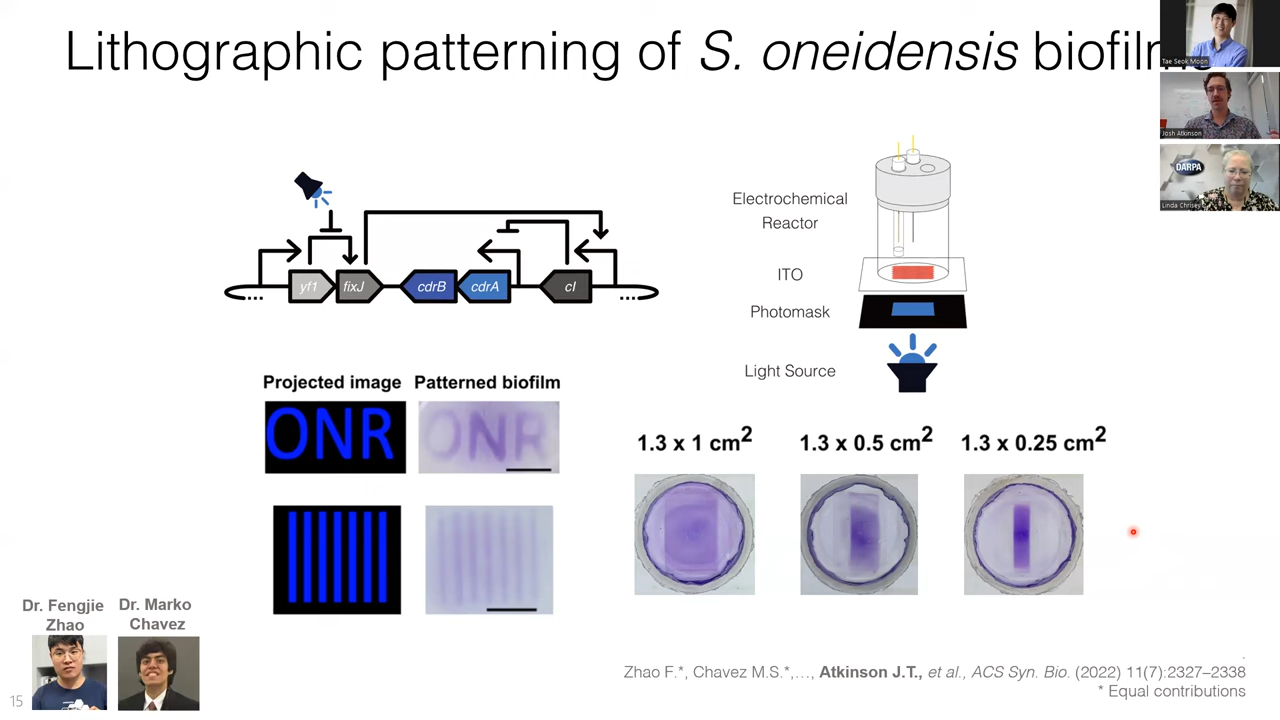 Lithographic patterning of S. oneidensis biofilms
Tae Seok Moon
Josh Atkinson
DARPA
Linda Chrisey
yf1
fixJ
cdrB
cdrA
cI
...
...
Electrochemical
Reactor
ITO
Photomask
Light Source
Projected image
Patterned biofilm
ONR
ONR
1.3 x 1 cm²
1.3 x 0.5 cm²
1.3 x 0.25 cm²
Dr. Fengjie
Zhao
Dr. Marko
Chavez
Zhao F.*, Chavez M.S.*,..., Atkinson J.T., et al., ACS Syn. Bio. (2022) 11(7):2327–2338
* Equal contributions
15